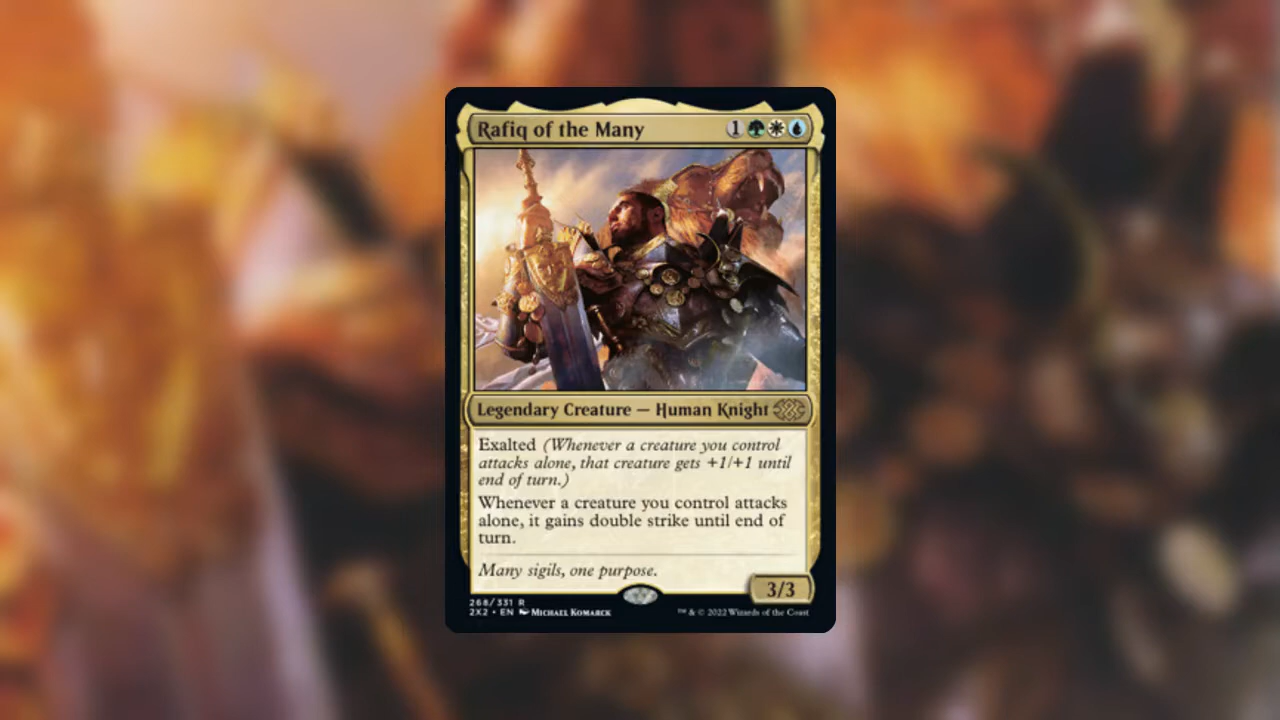 Rafiq of the Many 1
Legendary Creature — Human Knight
Exalted (Whenever a creature you control
attacks alone, that creature gets +1/+1 until
end of turn.)
Whenever a creature you control attacks
alone, it gains double strike until end of
turn.
Many sigils, one purpose.
3/3
268/331 R
2X2 • EN Michael Komarck
™ & © 2022 Wizards of the Coast